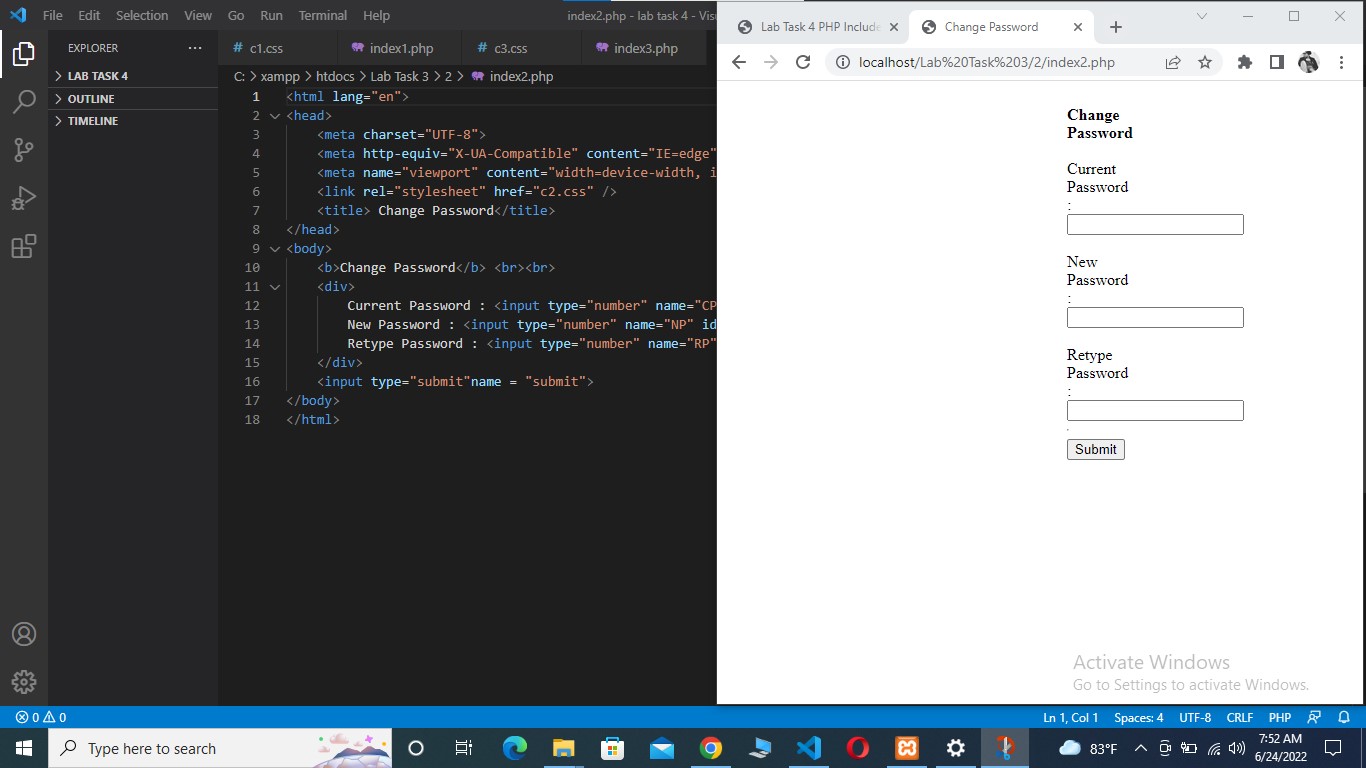 File Edit Selection View Go Run Terminal Help index2.php - lab task 4 - Visu
EXPLORER ···
LAB TASK 4
OUTLINE
TIMELINE
# c1.css index1.php # c3.css index3.php
C: > xampp > htdocs > Lab Task 3 > 2 > index2.php
1 <html lang="en">
2 <head>
3 <meta charset="UTF-8">
4 <meta http-equiv="X-UA-Compatible" content="IE=edge"
5 <meta name="viewport" content="width=device-width, i
6 <link rel="stylesheet" href="c2.css" />
7 <title> Change Password</title>
8 </head>
9 <body>
10 <b>Change Password</b> <br><br>
11 <div>
12 Current Password : <input type="number" name="CP
13 New Password : <input type="number" name="NP" id
14 Retype Password : <input type="number" name="RP"
15 </div>
16 <input type="submit"name = "submit">
17 </body>
18 </html>
Lab Task 4 PHP Include Change Password
localhost/Lab%20Task%203/2/index2.php
Change
Password
Current
Password
:
New
Password
:
Retype
Password
:
Submit
Activate Windows
Go to Settings to activate Windows.
0 0 Ln 1, Col 1 Spaces: 4 UTF-8 CRLF PHP
Type here to search 83°F 7:52 AM
6/24/2022